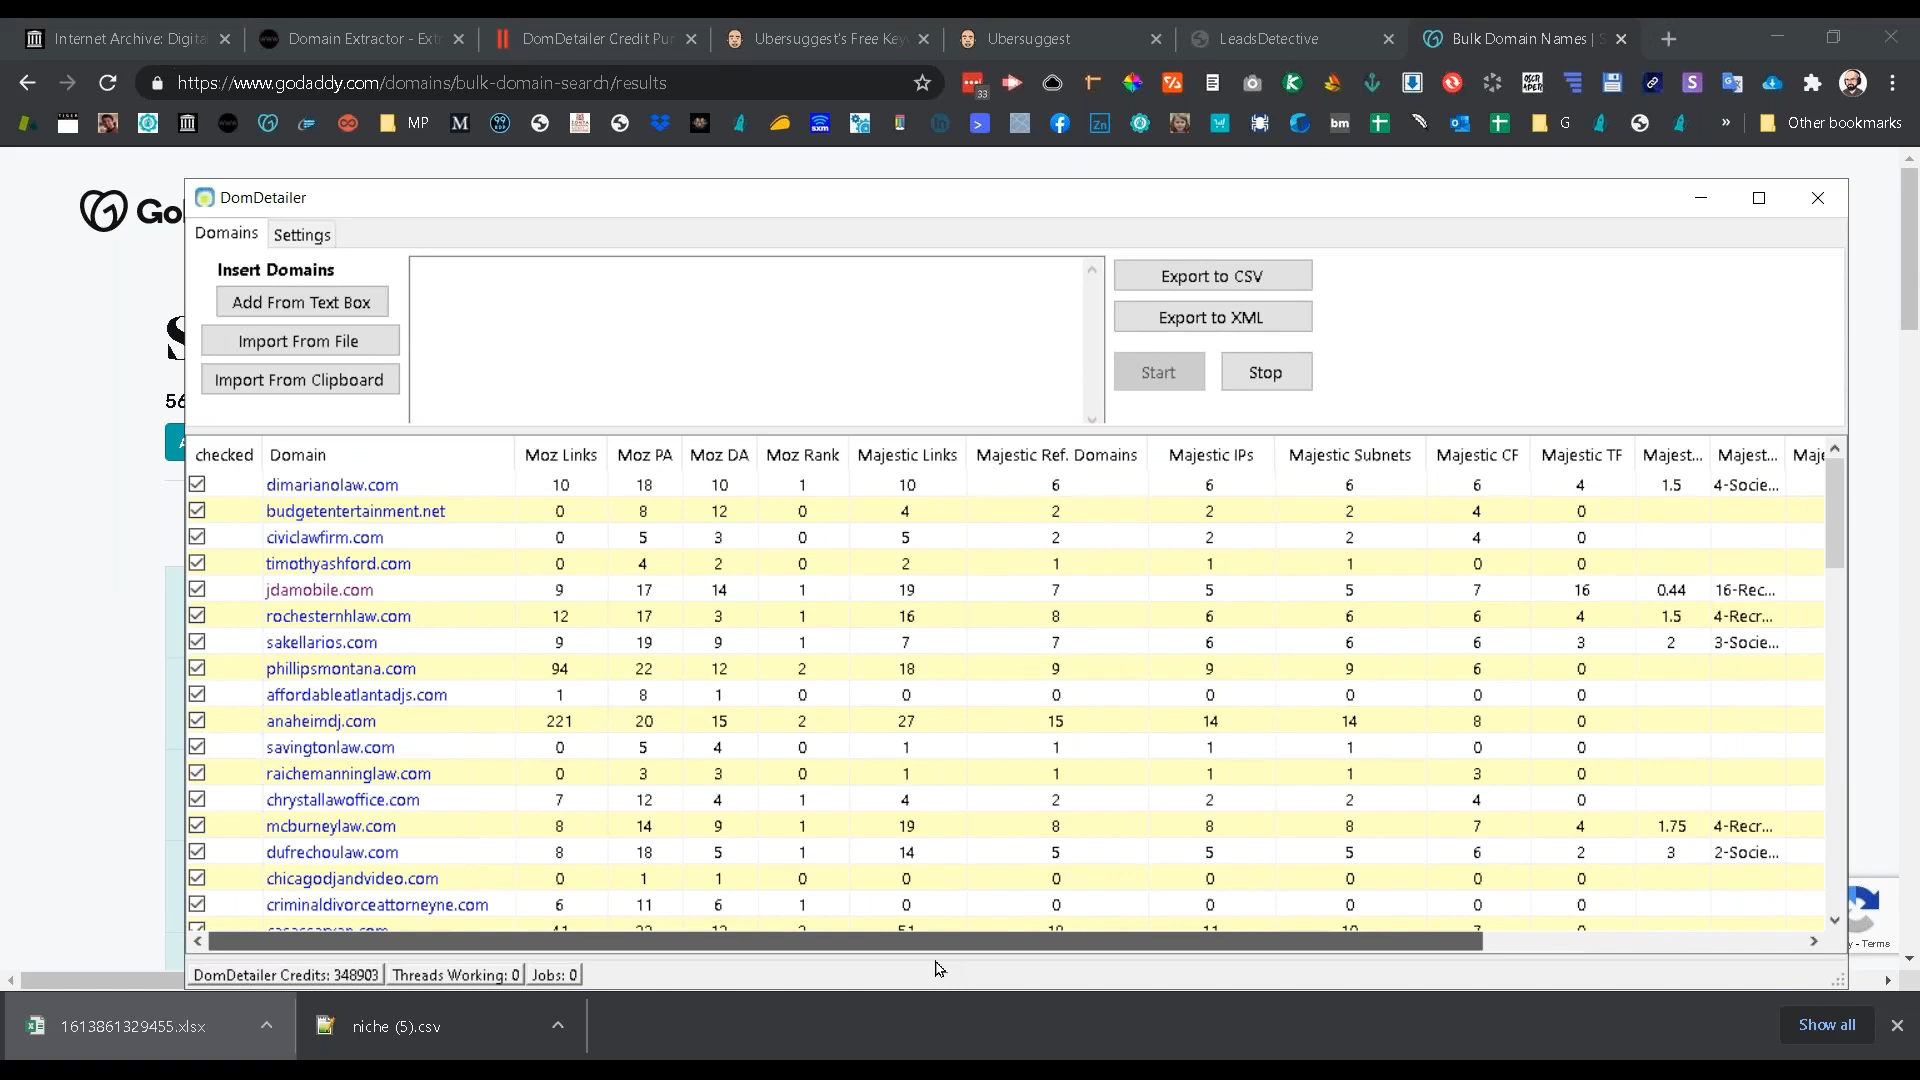 Internet Archive: Digita
Domain Extractor - Extr
DomDetailer Credit Pur
Ubersuggest's Free Key
Ubersuggest
LeadsDetective
Bulk Domain Names | S
https://www.godaddy.com/domains/bulk-domain-search/results
33
MP
M
sxm
Zn
bm
G
»
Other bookmarks
Go
DomDetailer
Domains
Settings
Insert Domains
Add From Text Box
Import From File
Import From Clipboard
Export to CSV
Export to XML
Start
Stop
S
56
A
checked Domain Moz Links Moz PA Moz DA Moz Rank Majestic Links Majestic Ref. Domains Majestic IPs Majestic Subnets Majestic CF Majestic TF Majest... Majest... Maje
dimarianolaw.com 10 18 10 1 10 6 6 6 6 4 1.5 4-Socie...
budgetentertainment.net 0 8 12 0 4 2 2 2 4 0
civiclawfirm.com 0 5 3 0 5 2 2 2 4 0
timothyashford.com 0 4 2 0 2 1 1 1 0 0
jdamobile.com 9 17 14 1 19 7 5 5 7 16 0.44 16-Rec...
rochesternhlaw.com 12 17 3 1 16 8 6 6 6 4 1.5 4-Recr...
sakellarios.com 9 19 9 1 7 7 6 6 6 3 2 3-Socie...
phillipsmontana.com 94 22 12 2 18 9 9 9 6 0
affordableatlantadjs.com 1 8 1 0 0 0 0 0 0 0
anaheimdj.com 221 20 15 2 27 15 14 14 8 0
savingtonlaw.com 0 5 4 0 1 1 1 1 0 0
raichemanninglaw.com 0 3 3 0 1 1 1 1 3 0
chrystallawoffice.com 7 12 4 1 4 2 2 2 4 0
mcburneylaw.com 8 14 9 1 19 8 8 8 7 4 1.75 4-Recr...
dufrechoulaw.com 8 18 5 1 14 5 5 5 6 2 3 2-Socie...
chicagodjandvideo.com 0 1 1 0 0 0 0 0 0 0
criminaldivorceattorneyne.com 6 11 6 1 0 0 0 0 0 0
y - Terms
DomDetailer Credits: 348903
Threads Working: 0
Jobs: 0
1613861329455.xlsx
niche (5).csv
Show all